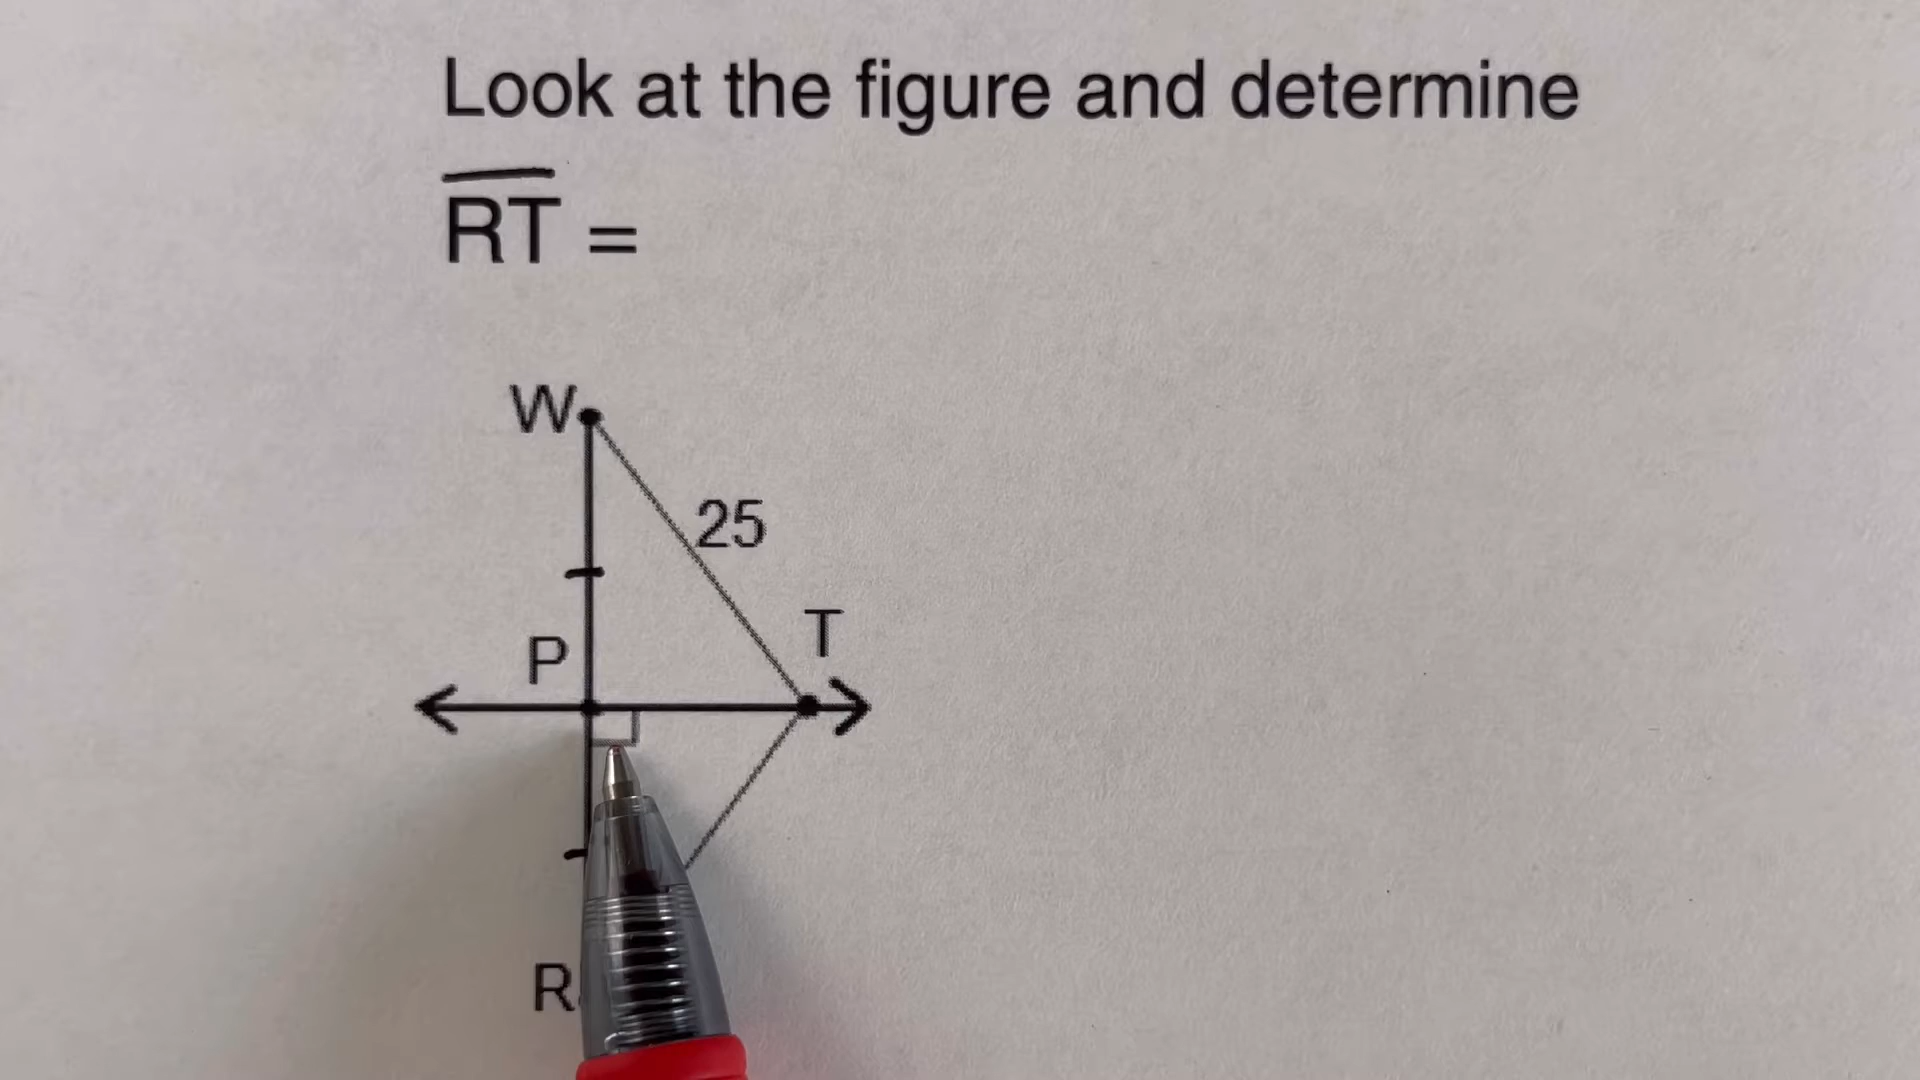 Look at the figure and determine
RT =
W
25
T
P
R